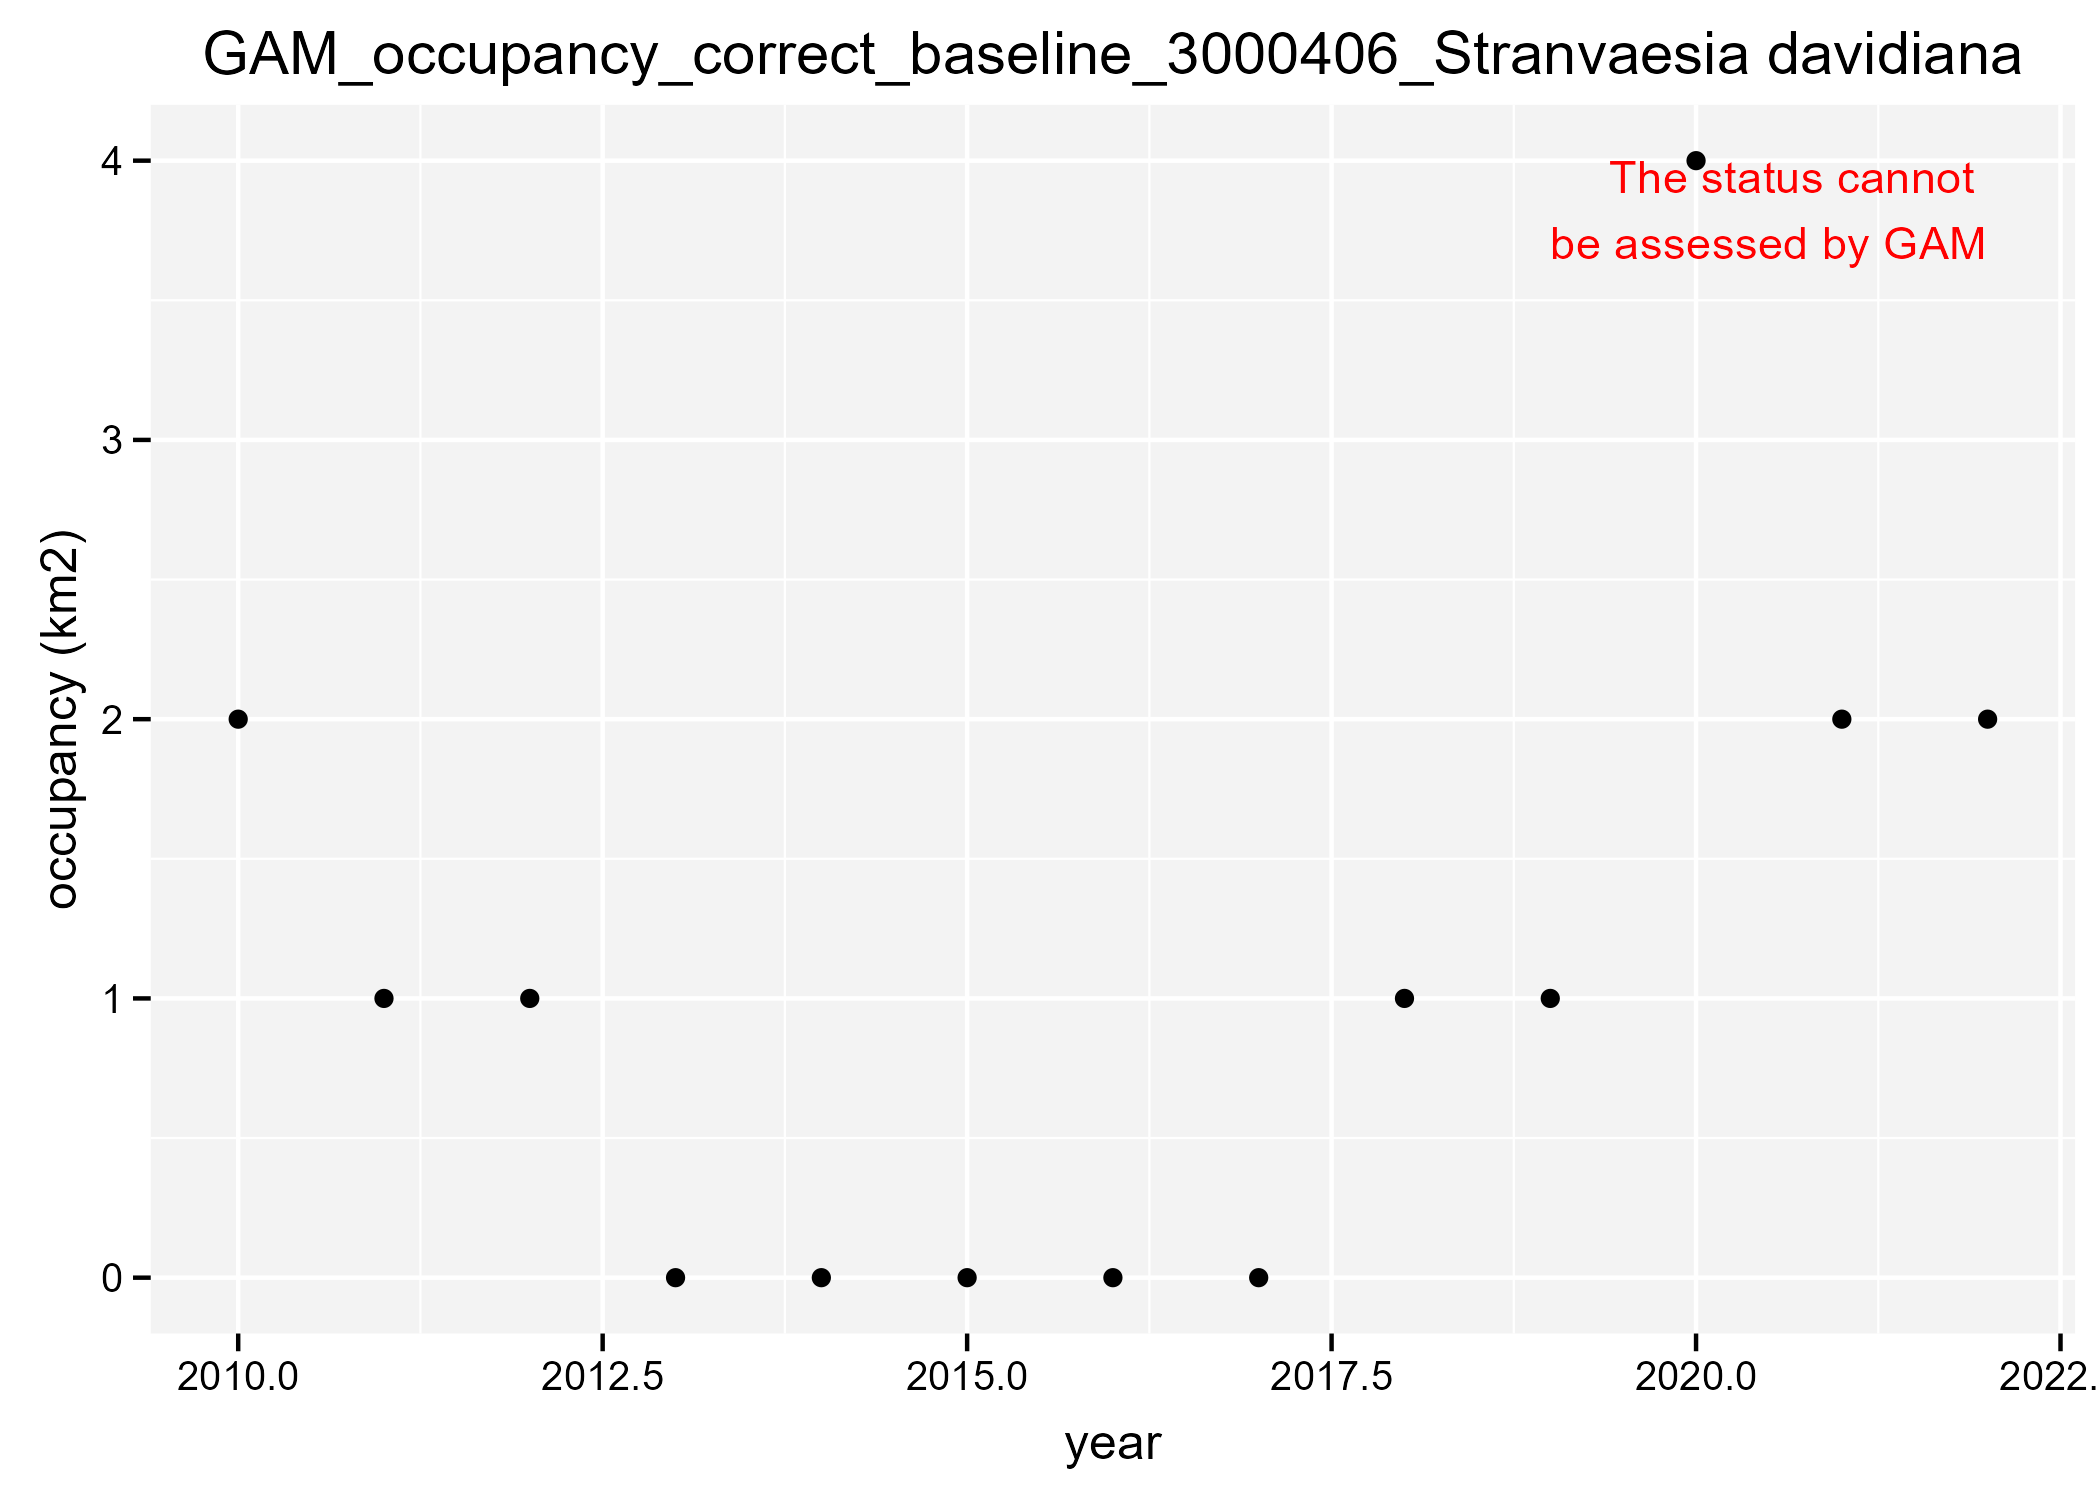 GAM_occupancy_correct_baseline_3000406_Stranvaesia davidiana
The status cannot
be assessed by GAM
4
3
2
1
0
occupancy (km2)
2010.0 2012.5 2015.0 2017.5 2020.0 2022.
year